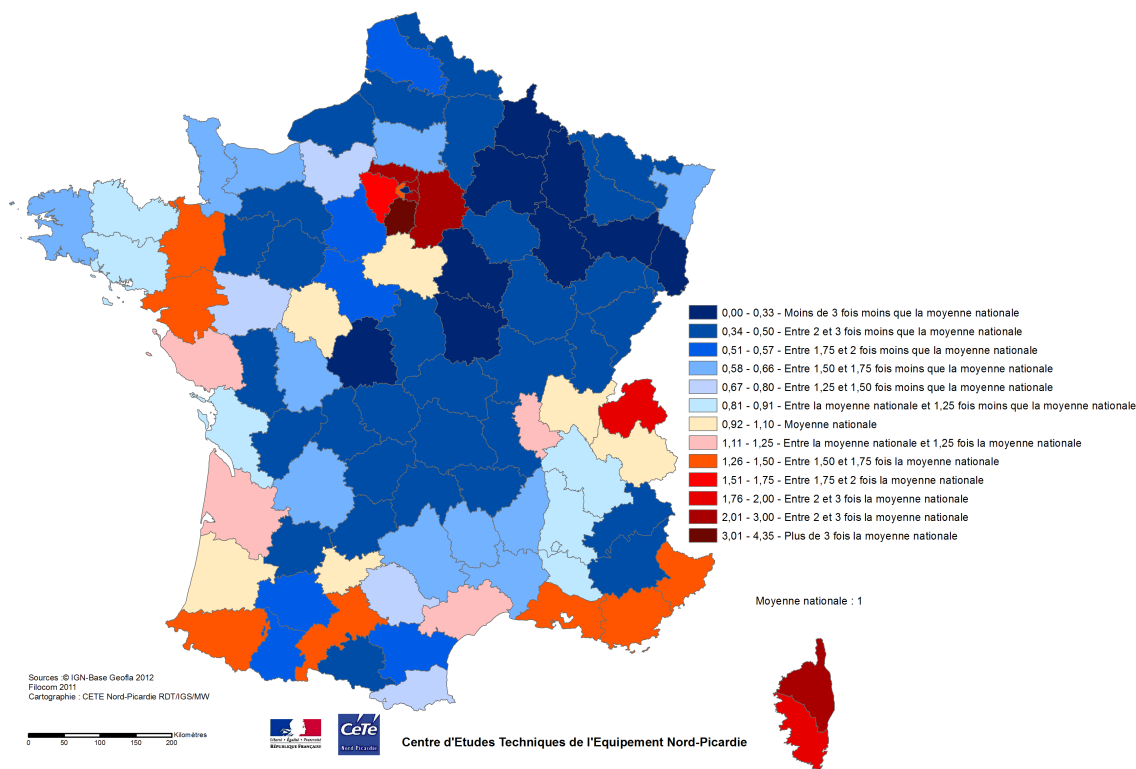 0,00 - 0,33 - Moins de 3 fois moins que la moyenne nationale
0,34 - 0,50 - Entre 2 et 3 fois moins que la moyenne nationale
0,51 - 0,57 - Entre 1,75 et 2 fois moins que la moyenne nationale
0,58 - 0,66 - Entre 1,50 et 1,75 fois moins que la moyenne nationale
0,67 - 0,80 - Entre 1,25 et 1,50 fois moins que la moyenne nationale
0,81 - 0,91 - Entre la moyenne nationale et 1,25 fois moins que la moyenne nationale
0,92 - 1,10 - Moyenne nationale
1,11 - 1,25 - Entre la moyenne nationale et 1,25 fois la moyenne nationale
1,26 - 1,50 - Entre 1,50 et 1,75 fois la moyenne nationale
1,51 - 1,75 - Entre 1,75 et 2 fois la moyenne nationale
1,76 - 2,00 - Entre 2 et 3 fois la moyenne nationale
2,01 - 3,00 - Entre 2 et 3 fois la moyenne nationale
3,01 - 4,35 - Plus de 3 fois la moyenne nationale
Moyenne nationale : 1
Sources :© IGN-Base Geofla 2012
Filocom 2011
Cartographie : CETE Nord-Picardie RDT/IGS/MW
Kilomètres
0 50 100 150 200
Liberté • Égalité • Fraternité
RÉPUBLIQUE FRANÇAISE
CeTe
Nord Picardie
Centre d'Etudes Techniques de l'Equipement Nord-Picardie